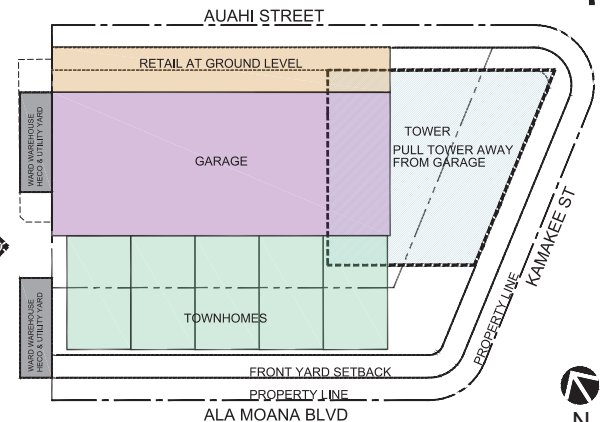 AUAHI STREET
RETAIL AT GROUND LEVEL
WARD WAREHOUSE
HECO & UTILITY YARD
GARAGE
TOWER
PULL TOWER AWAY
FROM GARAGE
KAMAKEE ST
PROPERTY LINE
WARD WAREHOUSE
HECO & UTILITY YARD
TOWNHOMES
FRONT YARD SETBACK
PROPERTY LINE
ALA MOANA BLVD
N